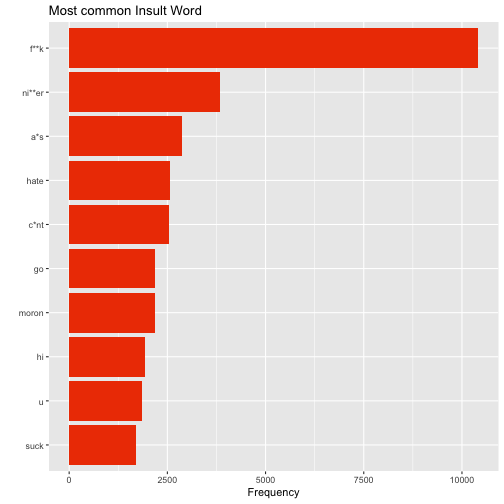 Most common Insult Word
f**k
ni**er
a*s
hate
c*nt
go
moron
hi
u
suck
0 2500 5000 7500 10000
Frequency